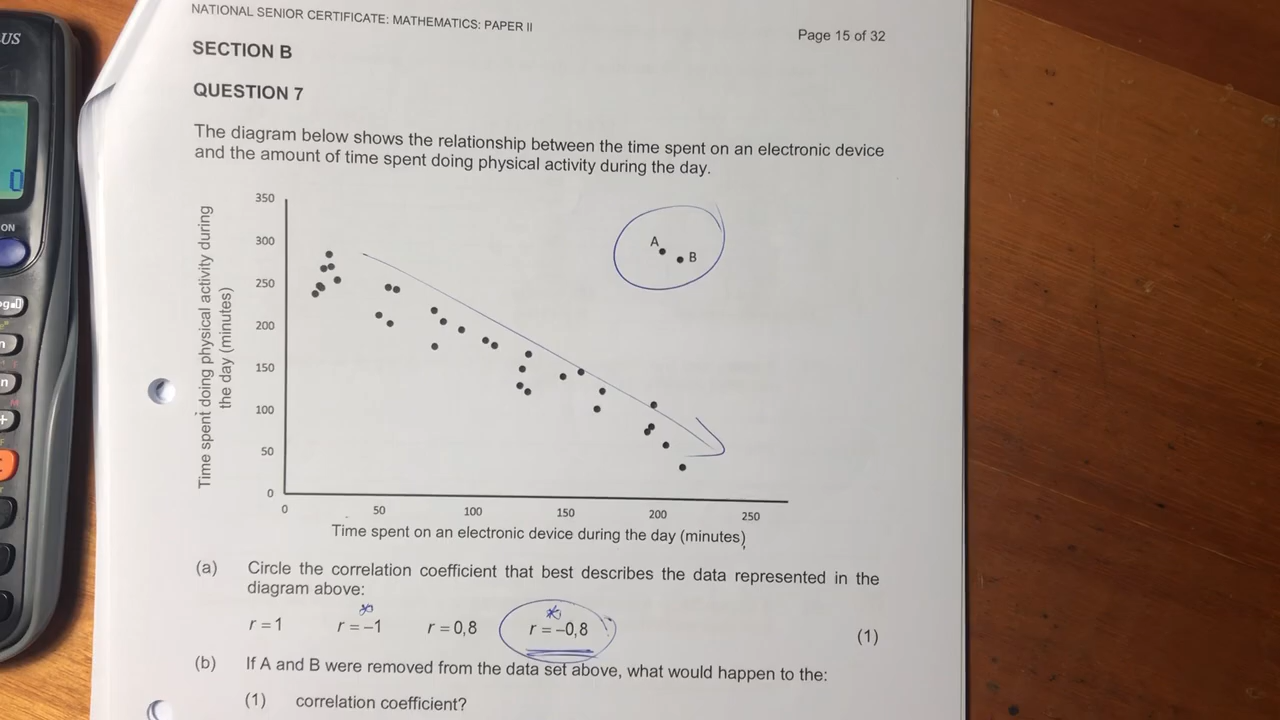 NATIONAL SENIOR CERTIFICATE: MATHEMATICS: PAPER II
Page 15 of 32
SECTION B
QUESTION 7
The diagram below shows the relationship between the time spent on an electronic device
and the amount of time spent doing physical activity during the day.
Time spent doing physical activity during
the day (minutes)
350
300
250
200
150
100
50
0
A
B
0 50 100 150 200 250
Time spent on an electronic device during the day (minutes)
(a) Circle the correlation coefficient that best describes the data represented in the
diagram above:
r = 1 r = −1 r = 0,8 r = −0,8 (1)
(b) If A and B were removed from the data set above, what would happen to the:
(1) correlation coefficient?
US
0
ON